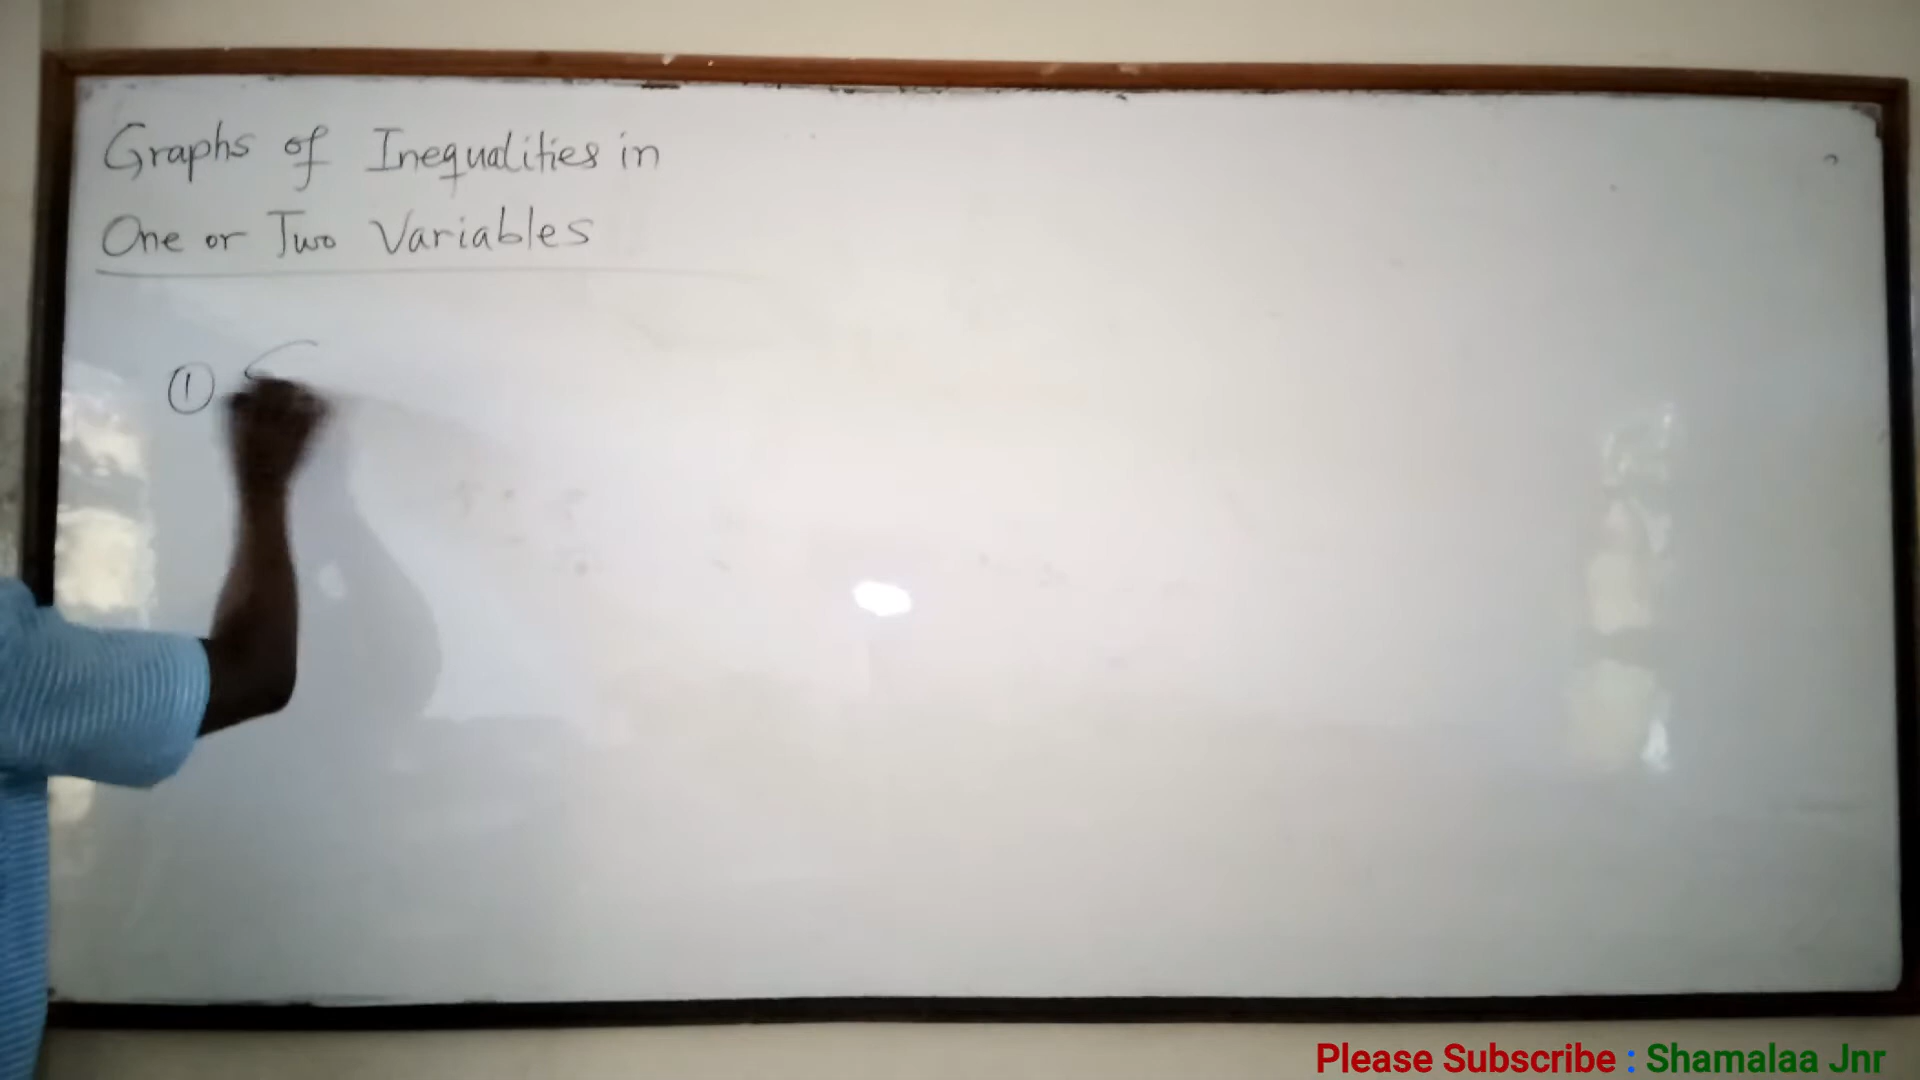 Graphs of Inequalities in
One or Two Variables
①
Please Subscribe : Shamalaa Jnr